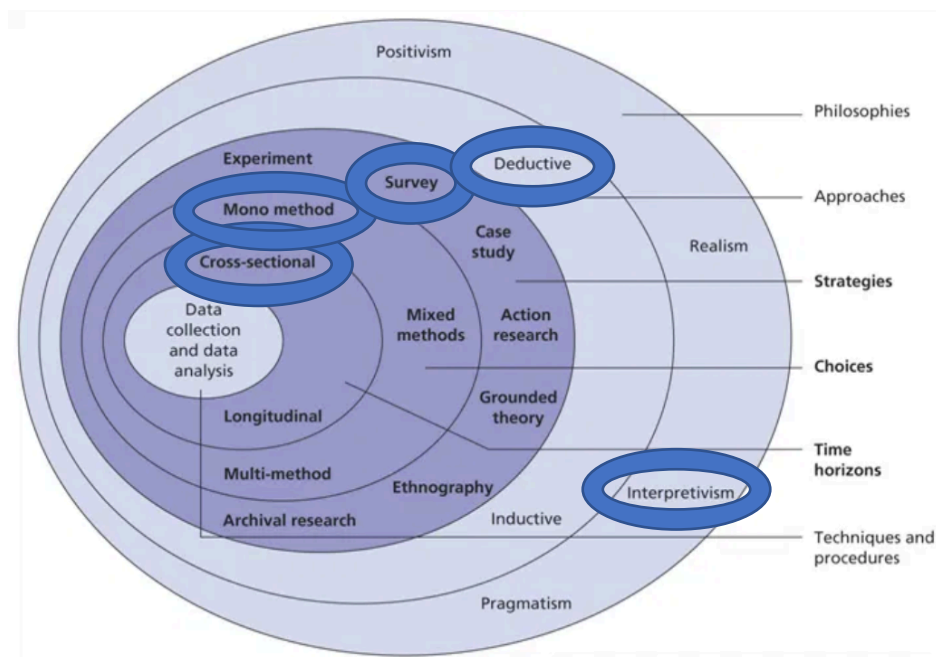 Positivism
Philosophies
Experiment
Survey
Deductive
Approaches
Mono method
Case
study
Realism
Cross-sectional
Strategies
Data
collection
and data
analysis
Mixed
methods
Action
research
Choices
Grounded
theory
Longitudinal
Time
horizons
Multi-method
Ethnography
Interpretivism
Archival research
Inductive
Techniques and
procedures
Pragmatism